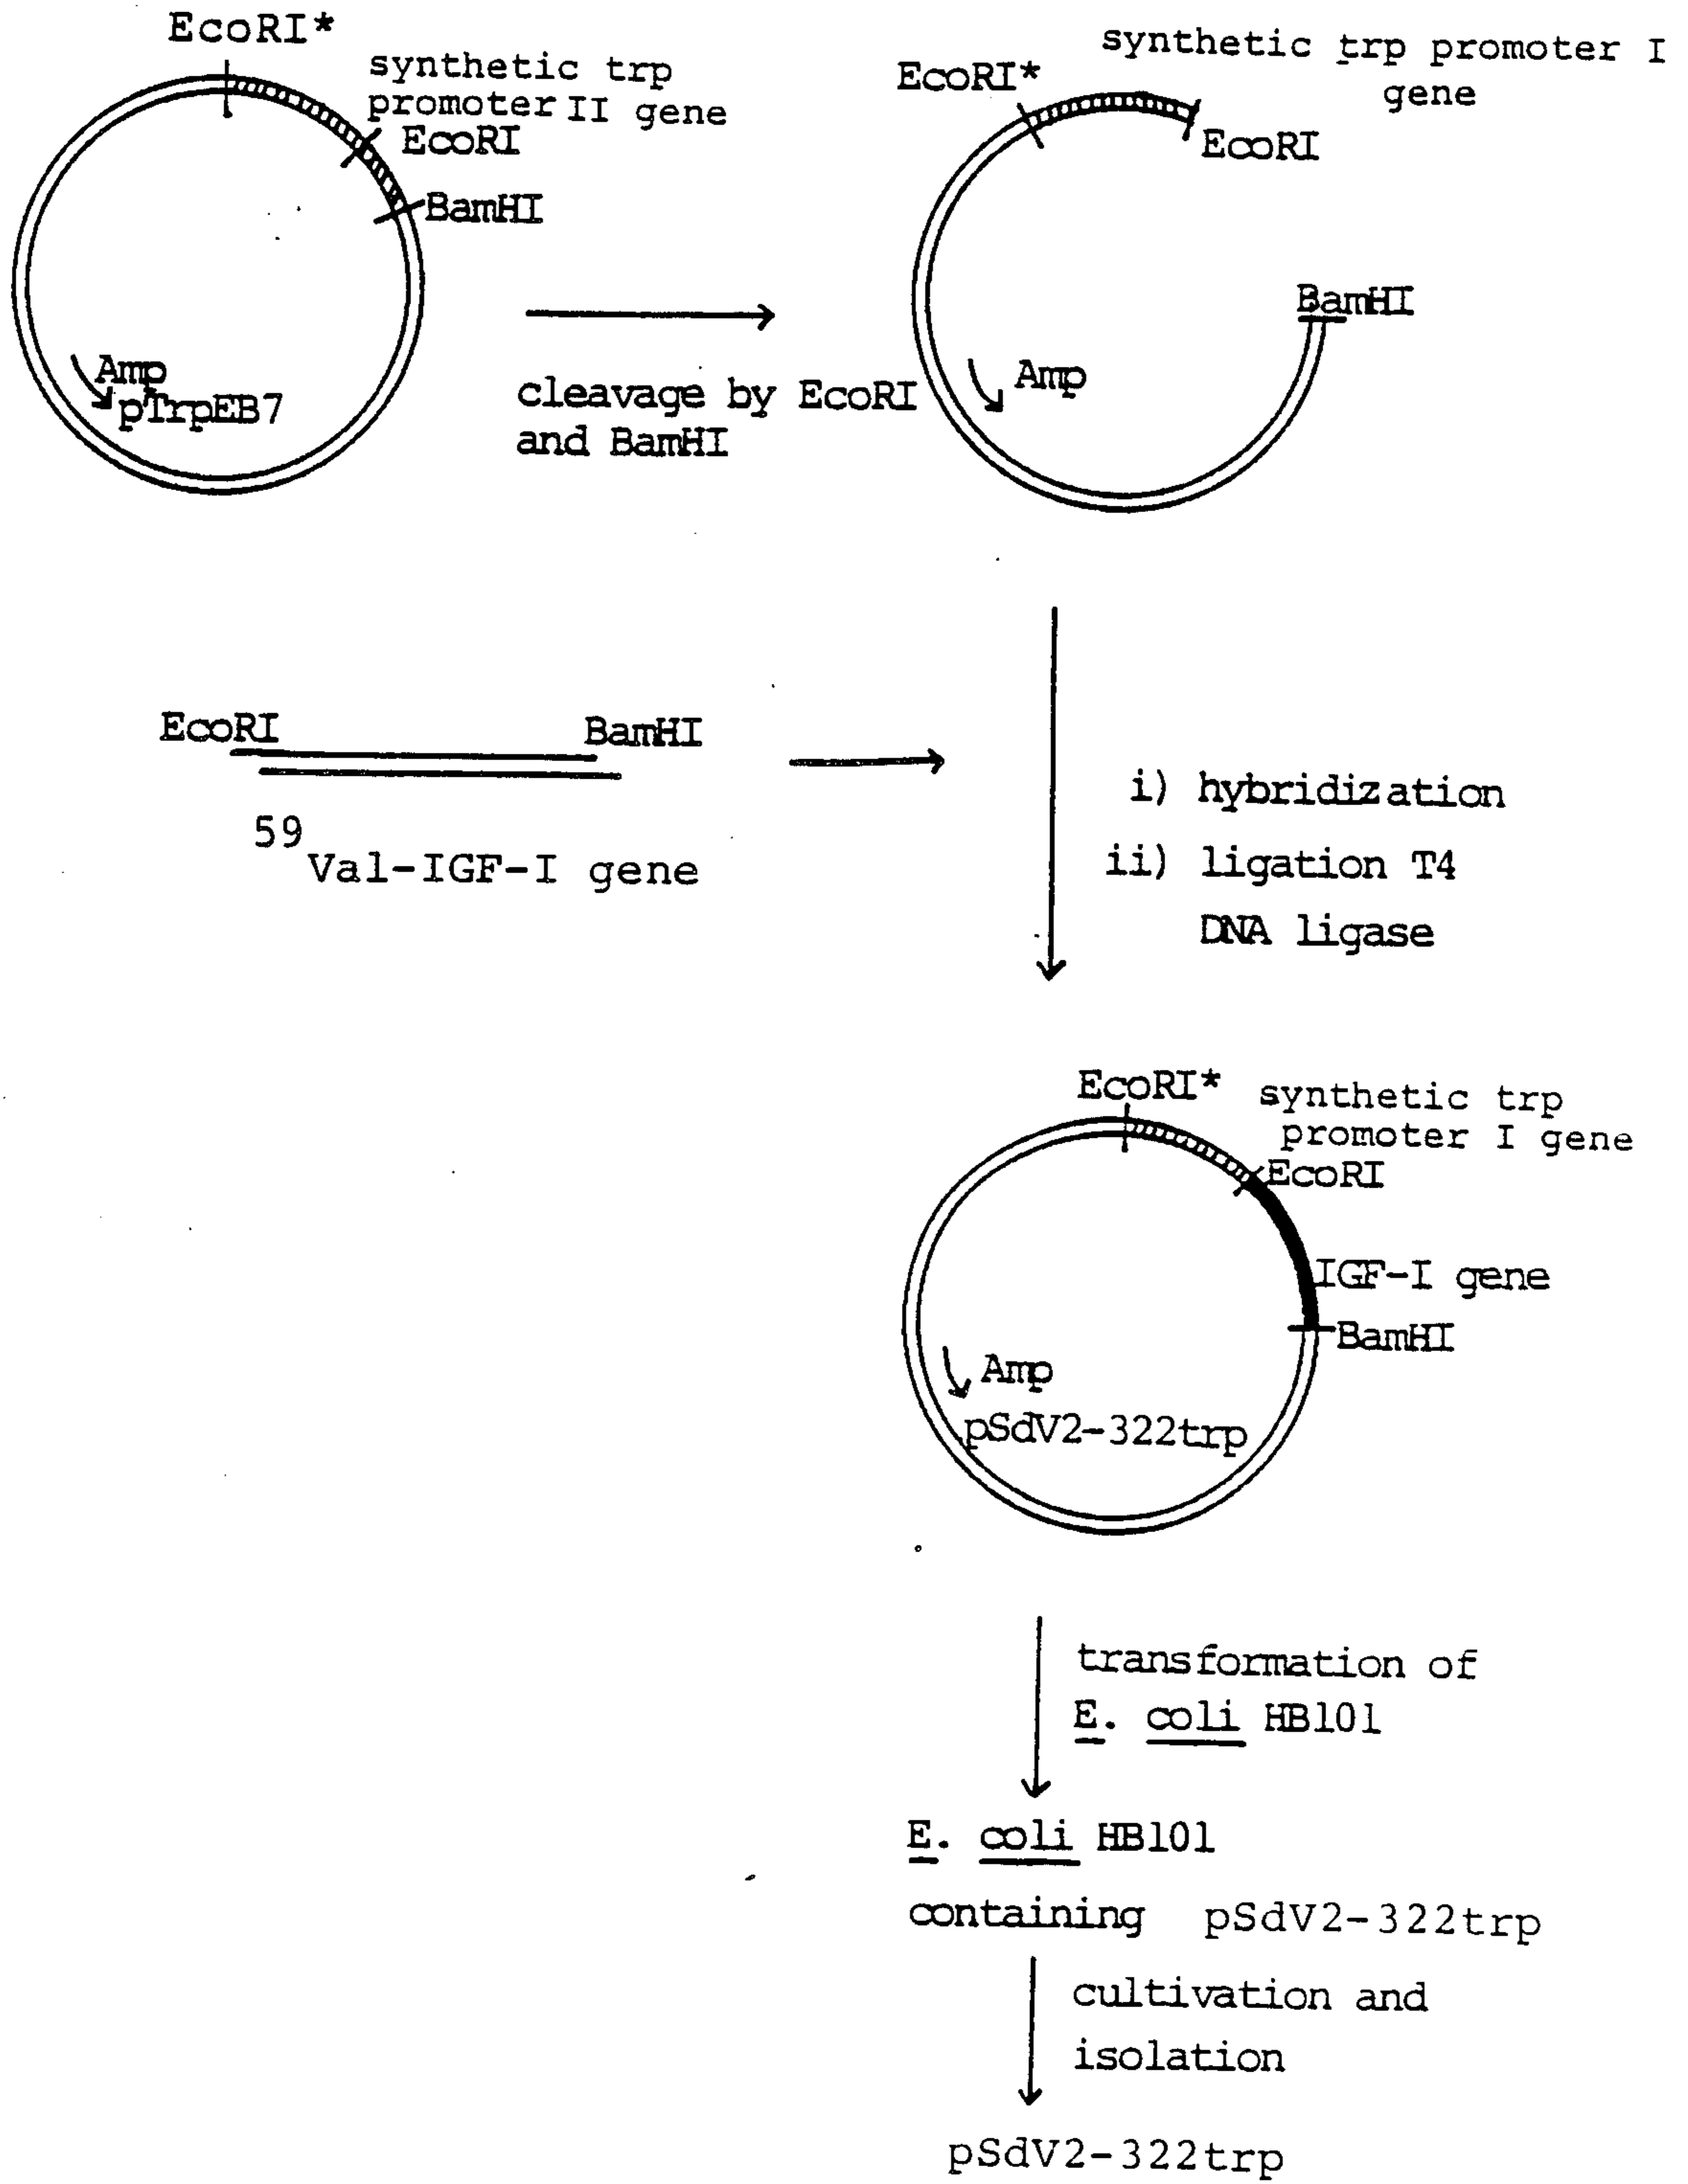 EcoRI*
synthetic trp
promoter II gene
EcoRI
BamHI
Amp
pTrpEB7
cleavage by EcoRI
and BamHI
synthetic trp promoter I
gene
EcoRI*
EcoRI
BamHI
Amp
EcoRI
BamHI
59
Val-IGF-I gene
i) hybridization
ii) ligation T4
DNA ligase
EcoRI*
synthetic trp
promoter I gene
EcoRI
IGF-I gene
BamHI
Amp
pSdV2-322trp
transformation of
E. coli HB101
E. coli HB101
containing pSdV2-322trp
cultivation and
isolation
pSdV2-322trp